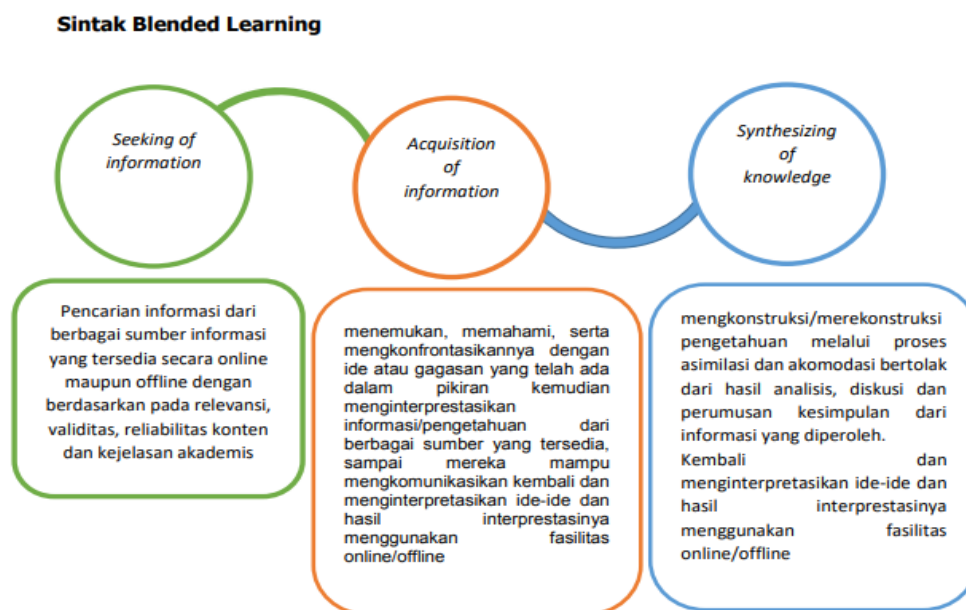 Sintak Blended Learning
Seeking of
information
Acquisition
of
information
Synthesizing
of
knowledge
Pencarian informasi dari
berbagai sumber informasi
yang tersedia secara online
maupun offline dengan
berdasarkan pada relevansi,
validitas, reliabilitas konten
dan kejelasan akademis
menemukan, memahami, serta
mengkonfrontasikannya dengan
ide atau gagasan yang telah ada
dalam pikiran kemudian
menginterprestasikan
informasi/pengetahuan dari
berbagai sumber yang tersedia,
sampai mereka mampu
mengkomunikasikan kembali dan
menginterpretasikan ide-ide dan
hasil interprestasinya
menggunakan fasilitas
online/offline
mengkonstruksi/merekonstruksi
pengetahuan melalui proses
asimilasi dan akomodasi bertolak
dari hasil analisis, diskusi dan
perumusan kesimpulan dari
informasi yang diperoleh.
Kembali dan
menginterpretasikan ide-ide dan
hasil interprestasinya
menggunakan fasilitas
online/offline